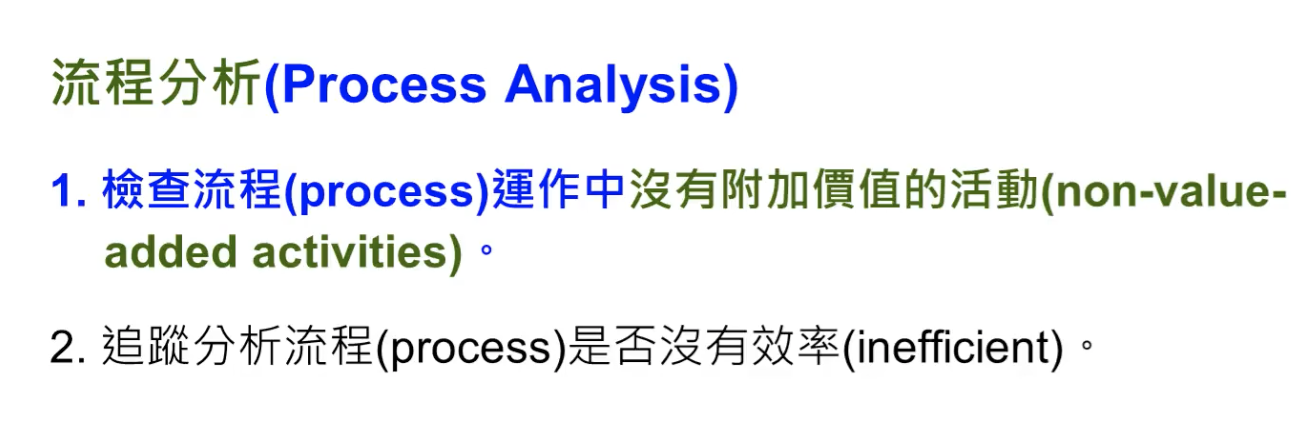 流程分析(Process Analysis)
1. 檢查流程(process)運作中沒有附加價值的活動(non-value-
added activities)。
2. 追蹤分析流程(process)是否沒有效率(inefficient)。